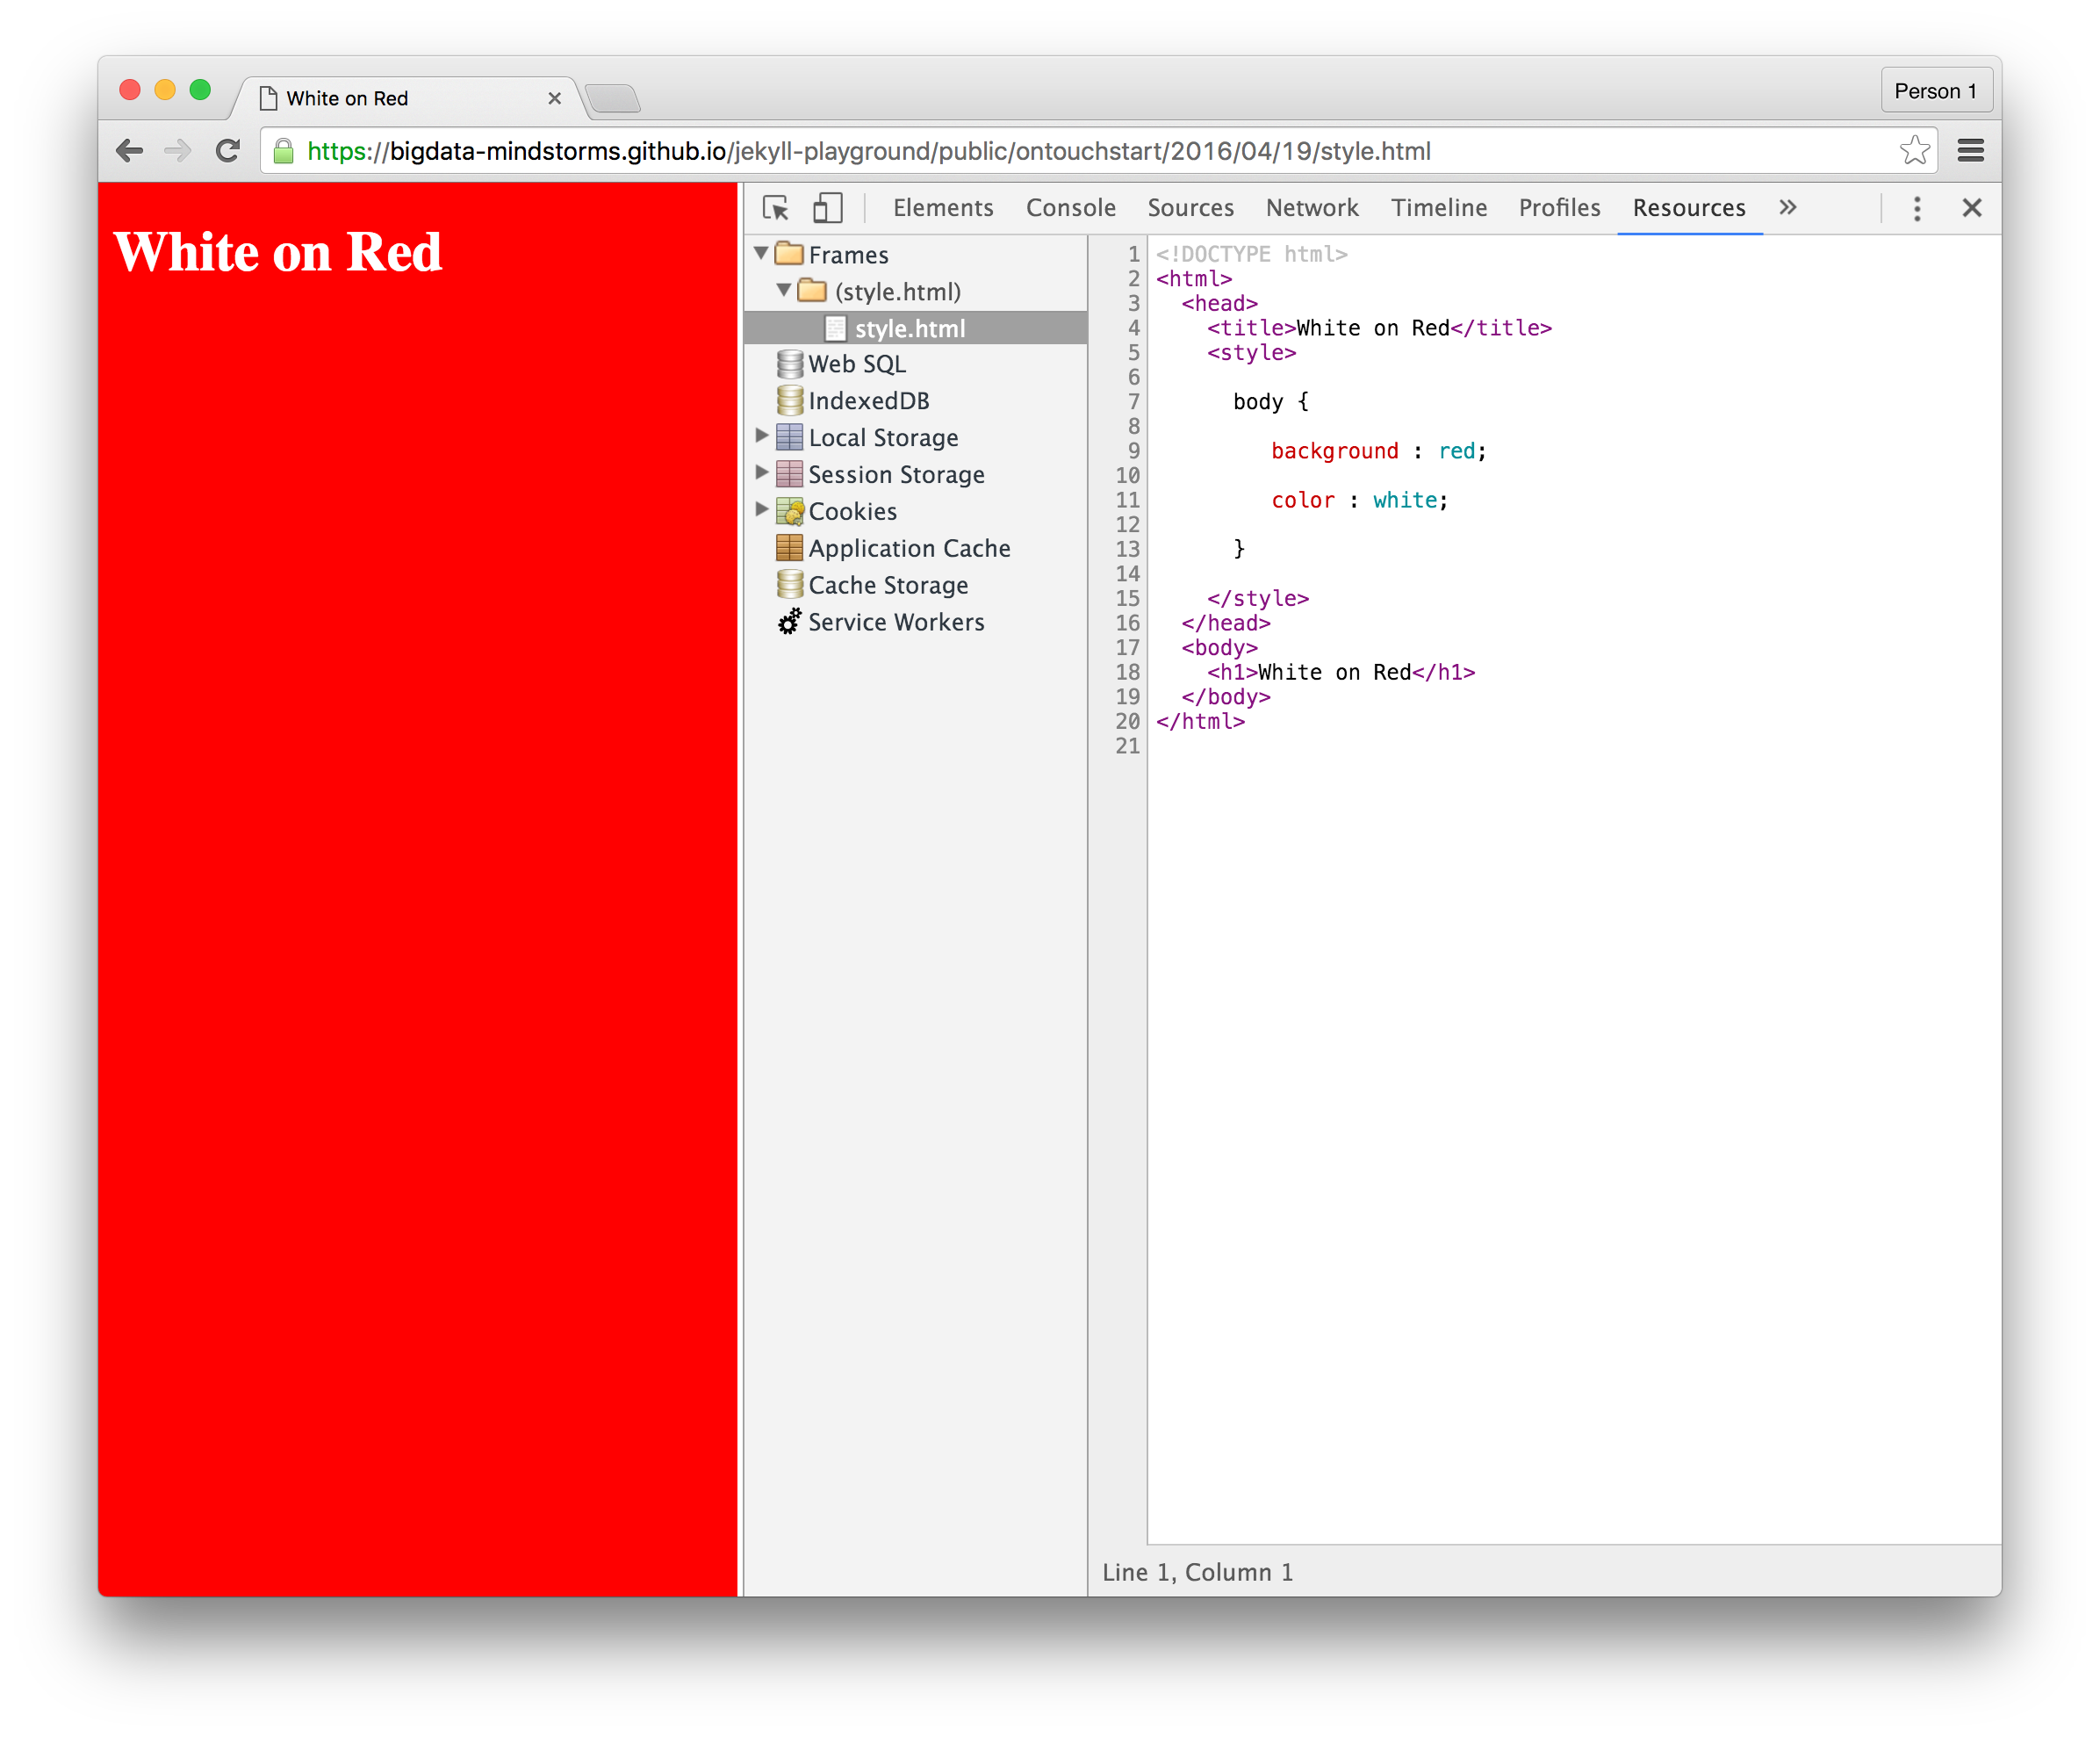 White on Red
Person 1
https://bigdata-mindstorms.github.io/jekyll-playground/public/ontouchstart/2016/04/19/style.html
White on Red
Elements Console Sources Network Timeline Profiles Resources »
Frames
(style.html)
style.html
Web SQL
IndexedDB
Local Storage
Session Storage
Cookies
Application Cache
Cache Storage
Service Workers
1 <!DOCTYPE html>
2 <html>
3 <head>
4 <title>White on Red</title>
5 <style>
6
7 body {
8
9 background : red;
10
11 color : white;
12
13 }
14
15 </style>
16 </head>
17 <body>
18 <h1>White on Red</h1>
19 </body>
20 </html>
21
Line 1, Column 1